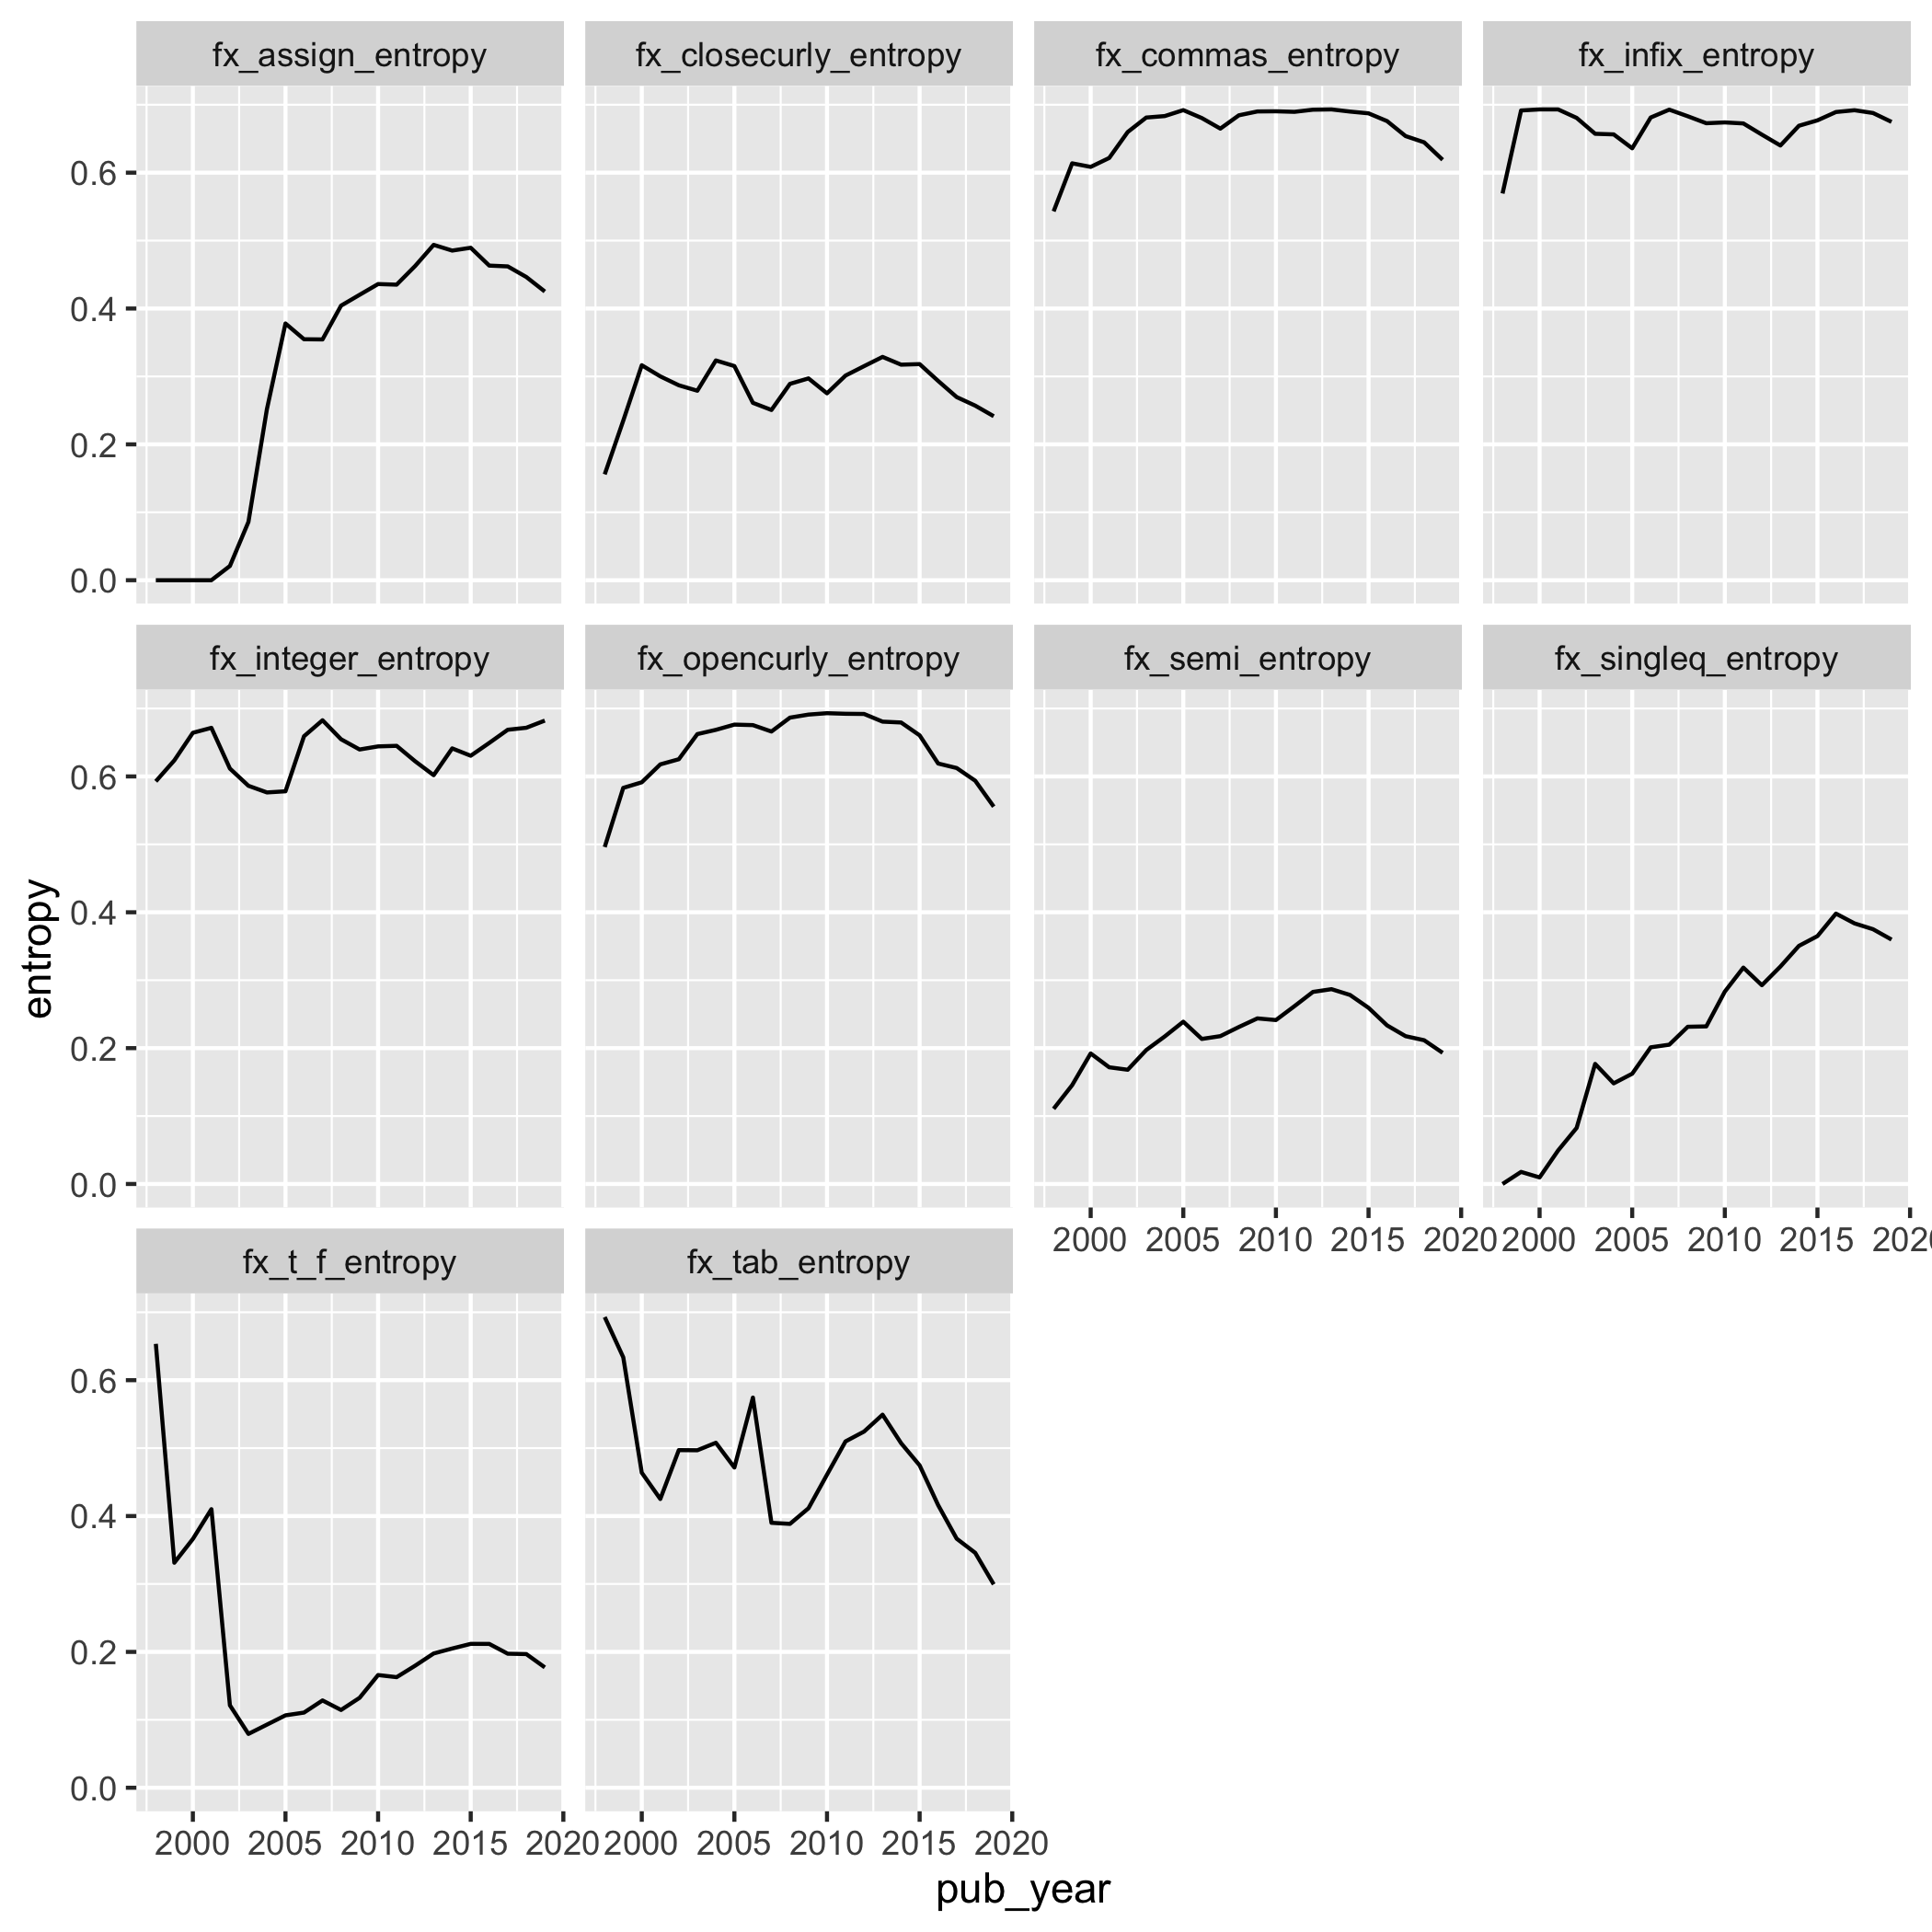 fx_assign_entropy fx_closecurly_entropy fx_commas_entropy fx_infix_entropy
0.6
0.4
0.2
0.0
fx_integer_entropy fx_opencurly_entropy fx_semi_entropy fx_singleq_entropy
0.6
0.4
0.2
0.0
2000 2005 2010 2015 2020 2000 2005 2010 2015 2020
fx_t_f_entropy fx_tab_entropy
0.6
0.4
0.2
0.0
2000 2005 2010 2015 2020 2000 2005 2010 2015 2020
entropy
pub_year